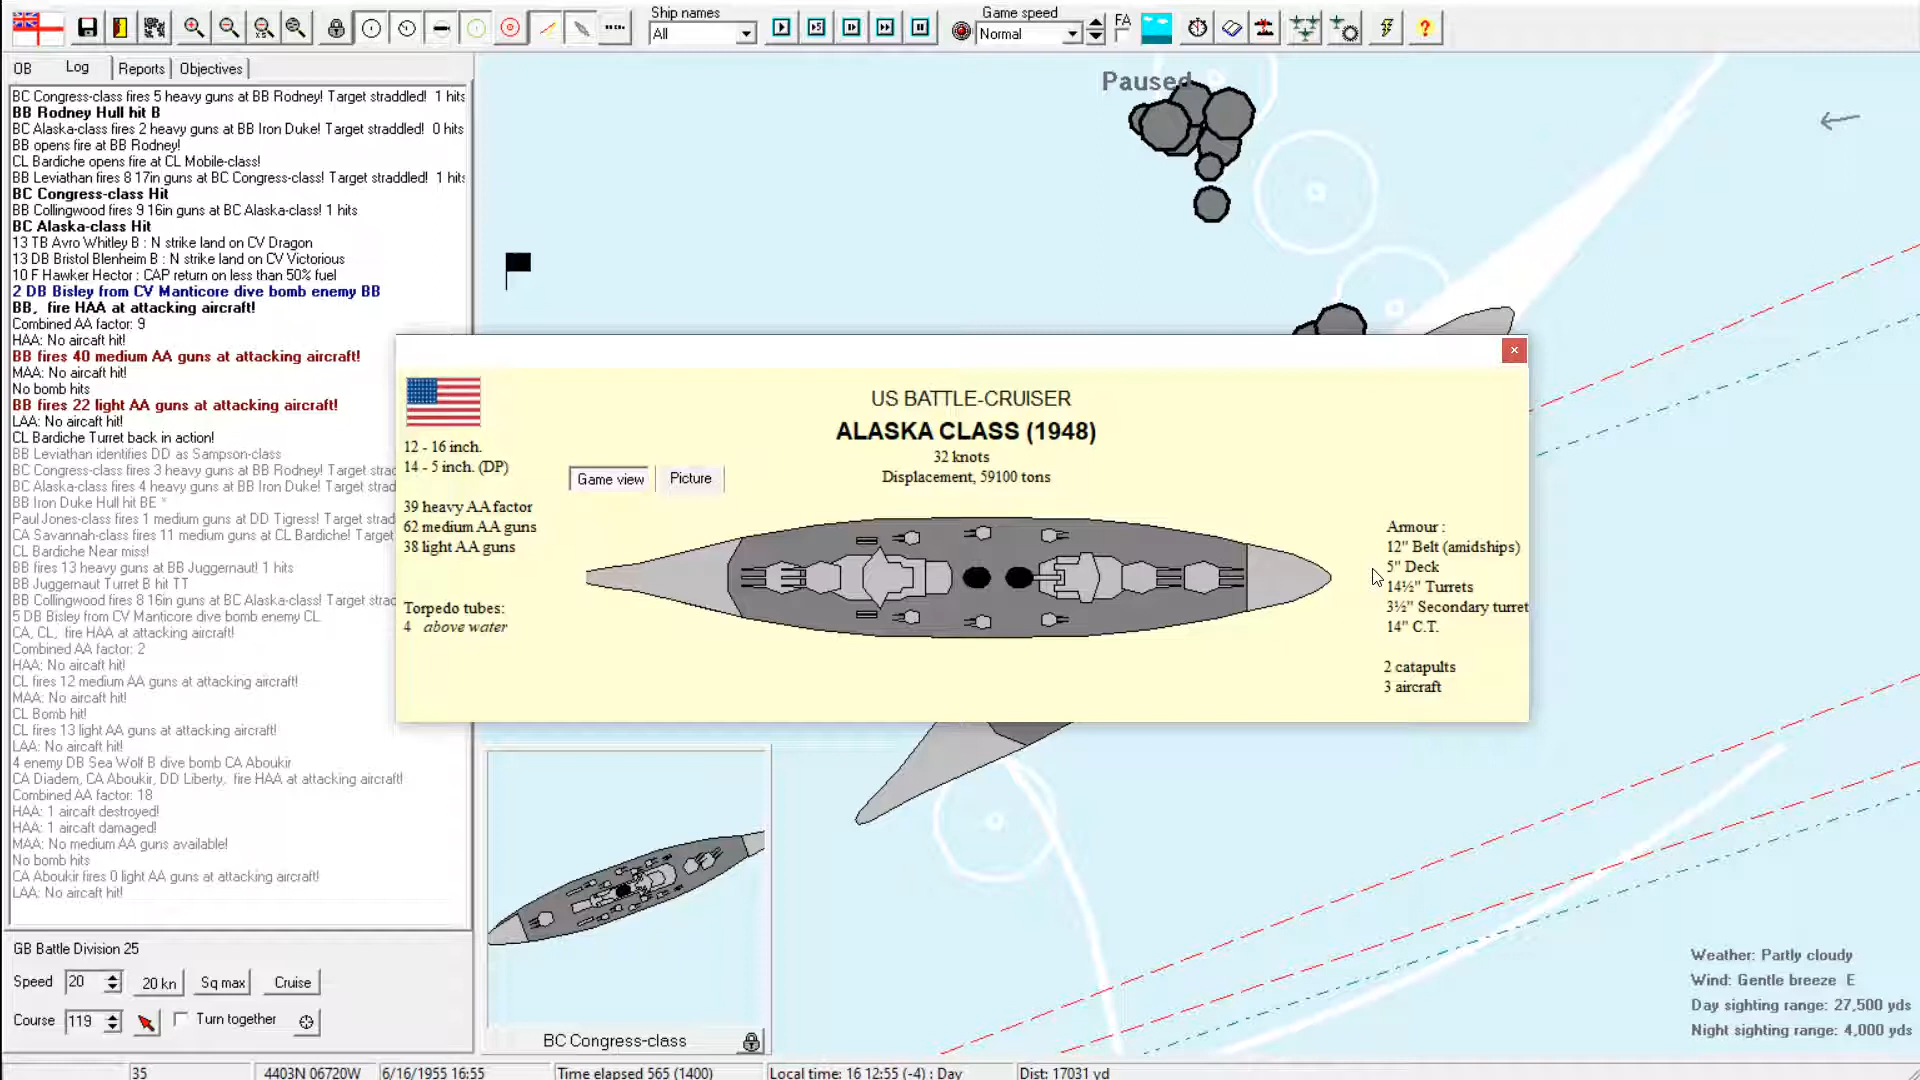 Ship names
All
Game speed
Normal
FA
OB Log Reports Objectives
Paused
BC Congress-class fires 5 heavy guns at BB Rodney! Target straddled! 1 hits
BB Rodney Hull hit B
BC Alaska-class fires 2 heavy guns at BB Iron Duke! Target straddled! 0 hits
BB opens fire at BB Rodney!
CL Bardiche opens fire at CL Mobile-class!
BB Leviathan fires 8 17in guns at BC Congress-class! Target straddled! 1 hits
BC Congress-class Hit
BB Collingwood fires 9 16in guns at BC Alaska-class! 1 hits
BC Alaska-class Hit
13 TB Avro Whitley B : N strike land on CV Dragon
13 DB Bristol Blenheim B : N strike land on CV Victorious
10 F Hawker Hector : CAP return on less than 50% fuel
2 DB Bisley from CV Manticore dive bomb enemy BB
BB, fire HAA at attacking aircraft!
Combined AA factor: 9
HAA: No aircaft hit!
BB fires 40 medium AA guns at attacking aircraft!
MAA: No aircaft hit!
No bomb hits
BB fires 22 light AA guns at attacking aircraft!
LAA: No aircaft hit!
CL Bardiche Turret back in action!
BB Leviathan identifies DD as Sampson-class
BC Congress-class fires 3 heavy guns at BB Rodney! Target strad
BC Alaska-class fires 4 heavy guns at BB Iron Duke! Target strad
BB Iron Duke Hull hit BE *
Paul Jones-class fires 1 medium guns at DD Tigress! Target strad
CA Savannah-class fires 11 medium guns at CL Bardiche! Target
CL Bardiche Near miss!
BB fires 13 heavy guns at BB Juggernaut! 1 hits
BB Juggernaut Turret B hit TT
BB Collingwood fires 8 16in guns at BC Alaska-class! Target strac
5 DB Bisley from CV Manticore dive bomb enemy CL
CA, CL, fire HAA at attacking aircraft!
Combined AA factor: 2
HAA: No aircaft hit!
CL fires 12 medium AA guns at attacking aircraft!
MAA: No aircaft hit!
CL Bomb hit!
CL fires 13 light AA guns at attacking aircraft!
LAA: No aircaft hit!
4 enemy DB Sea Wolf B dive bomb CA Aboukir
CA Diadem, CA Aboukir, DD Liberty, fire HAA at attacking aircraft!
Combined AA factor: 18
HAA: 1 aircaft destroyed!
HAA: 1 aircaft damaged!
MAA: No medium AA guns available!
No bomb hits
CA Aboukir fires 0 light AA guns at attacking aircraft!
LAA: No aircaft hit!
US BATTLE-CRUISER
ALASKA CLASS (1948)
32 knots
Displacement, 59100 tons
12 - 16 inch.
14 - 5 inch. (DP)
39 heavy AA factor
62 medium AA guns
38 light AA guns
Torpedo tubes:
4 above water
Game view Picture
Armour :
12" Belt (amidships)
5" Deck
14½" Turrets
3½" Secondary turret
14" C.T.
2 catapults
3 aircraft
BC Congress-class
GB Battle Division 25
Speed 20 20 kn Sq max Cruise
Course 119 Turn together
Weather: Partly cloudy
Wind: Gentle breeze E
Day sighting range: 27,500 yds
Night sighting range: 4,000 yds
35 4403N 06720W 6/16/1955 16:55 Time elapsed 565 (1400) Local time: 16 12:55 (-4) : Day Dist: 17031 yd